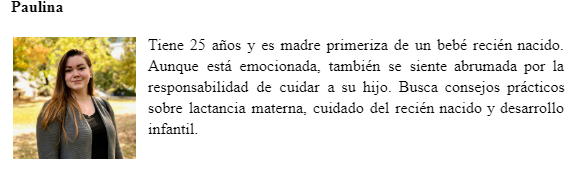 Paulina
Tiene 25 años y es madre primeriza de un bebé recién nacido.
Aunque está emocionada, también se siente abrumada por la
responsabilidad de cuidar a su hijo. Busca consejos prácticos
sobre lactancia materna, cuidado del recién nacido y desarrollo
infantil.